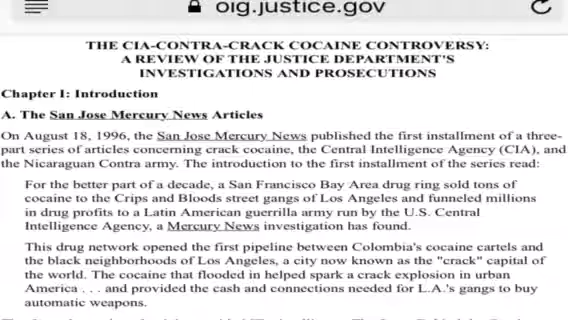 oig.justice.gov
THE CIA-CONTRA-CRACK COCAINE CONTROVERSY:
A REVIEW OF THE JUSTICE DEPARTMENT'S
INVESTIGATIONS AND PROSECUTIONS
Chapter I: Introduction
A. The San Jose Mercury News Articles
On August 18, 1996, the San Jose Mercury News published the first installment of a three-
part series of articles concerning crack cocaine, the Central Intelligence Agency (CIA), and
the Nicaraguan Contra army. The introduction to the first installment of the series read:
For the better part of a decade, a San Francisco Bay Area drug ring sold tons of
cocaine to the Crips and Bloods street gangs of Los Angeles and funneled millions
in drug profits to a Latin American guerrilla army run by the U.S. Central
Intelligence Agency, a Mercury News investigation has found.
This drug network opened the first pipeline between Colombia's cocaine cartels and
the black neighborhoods of Los Angeles, a city now known as the "crack" capital of
the world. The cocaine that flooded in helped spark a crack explosion in urban
America . . . and provided the cash and connections needed for L.A.'s gangs to buy
automatic weapons.